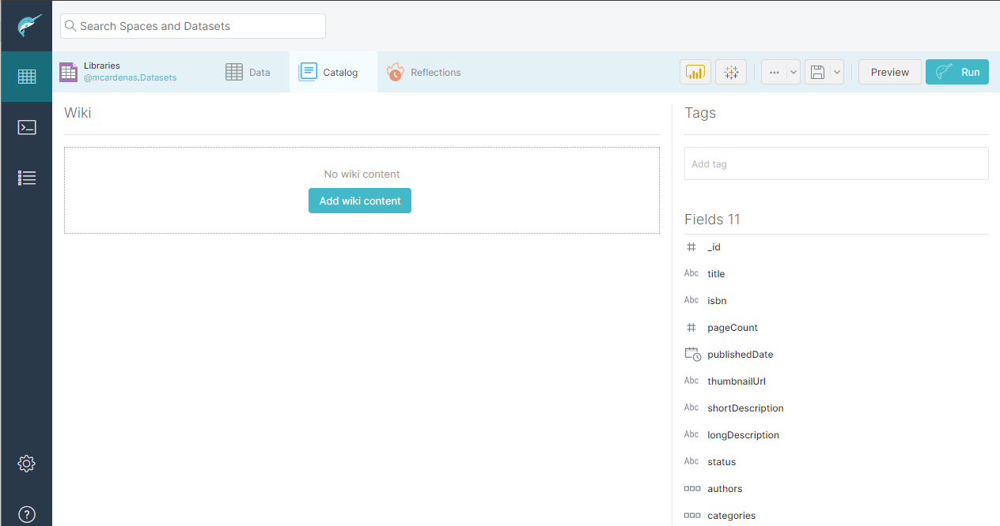 Search Spaces and Datasets
Libraries
@mcardenas.Datasets
Data
Catalog
Reflections
...
Preview
Run
Wiki
No wiki content
Add wiki content
Tags
Add tag
Fields 11
# _id
Abc title
Abc isbn
# pageCount
publishedDate
Abc thumbnailUrl
Abc shortDescription
Abc longDescription
Abc status
authors
categories
?